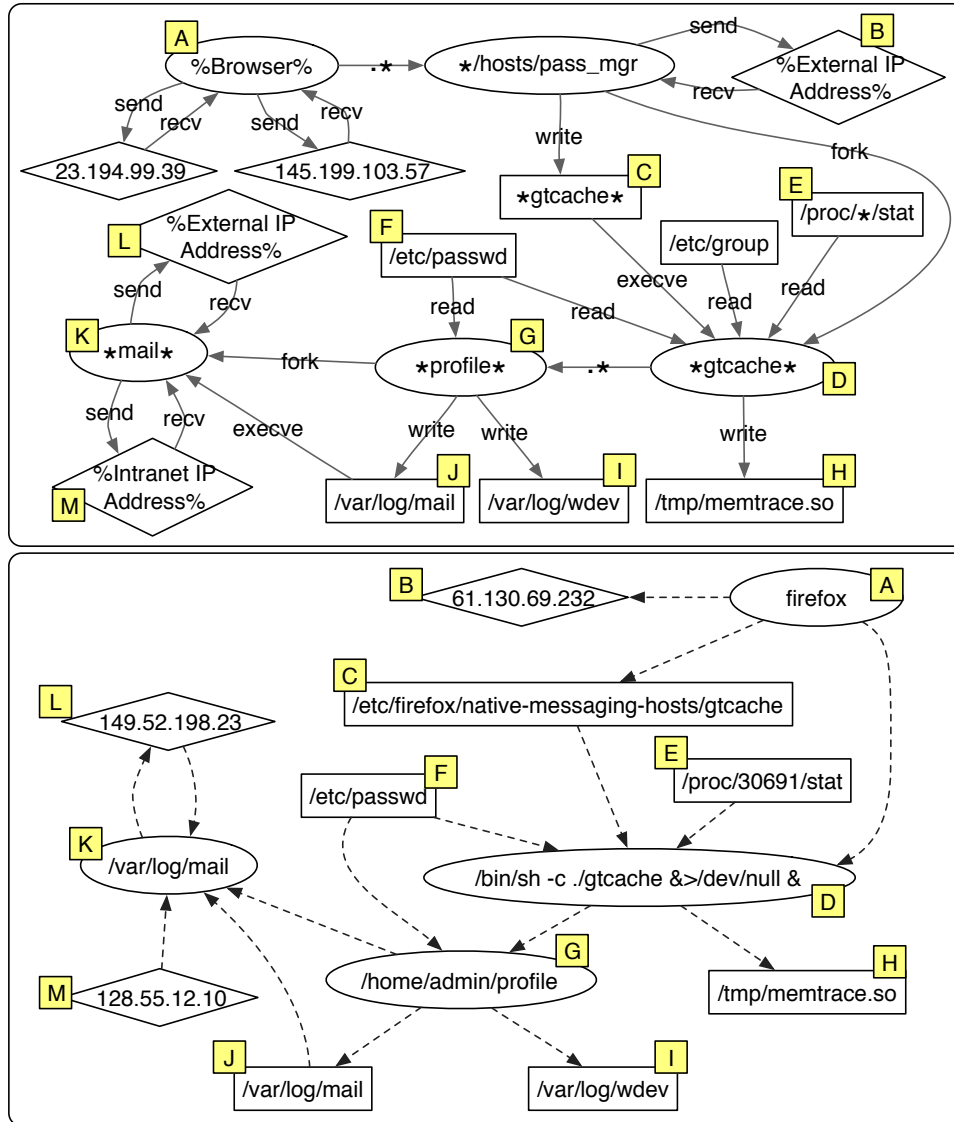 A
%Browser%
.*
*/hosts/pass_mgr
send
B
%External IP
Address%
recv
send
recv
send
recv
23.194.99.39
145.199.103.57
write
fork
C
*gtcache*
E
/proc/*/stat
L
%External IP
Address%
F
/etc/passwd
/etc/group
execve
send
recv
read
read
read
read
K
*mail*
fork
G
*profile*
.*
*gtcache*
D
send
recv
execve
write
write
write
M
%Intranet IP
Address%
J
/var/log/mail
I
/var/log/wdev
H
/tmp/memtrace.so
B
61.130.69.232
A
firefox
C
/etc/firefox/native-messaging-hosts/gtcache
L
149.52.198.23
E
/proc/30691/stat
F
/etc/passwd
K
/var/log/mail
/bin/sh -c ./gtcache &>/dev/null &
D
G
/home/admin/profile
M
128.55.12.10
H
/tmp/memtrace.so
J
/var/log/mail
I
/var/log/wdev